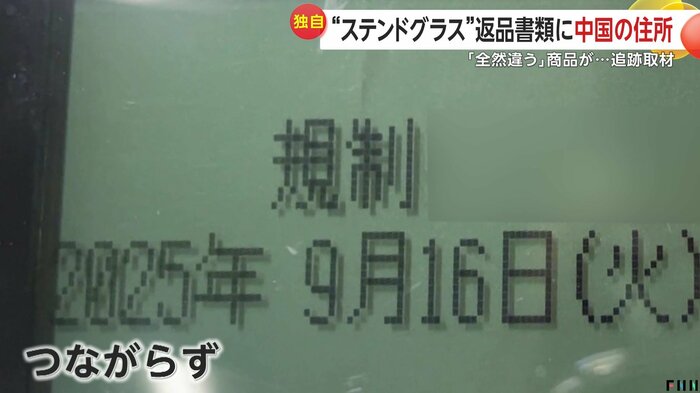 独自 “ステンドグラス”返品書類に中国の住所
「全然違う」商品が…追跡取材
規制
2025年 9月16日(火)
つながらず
FNN